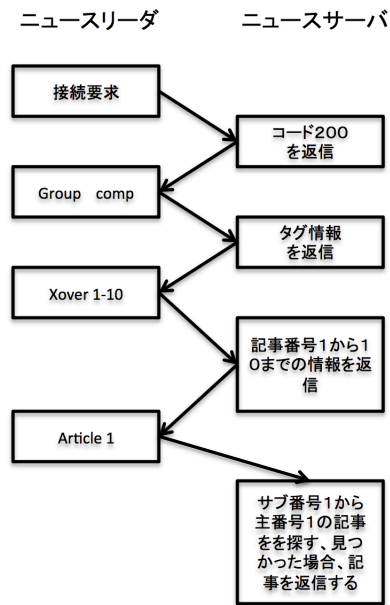 ニュースリーダ
ニュースサーバ
接続要求
コード200
を返信
Group comp
タグ情報
を返信
Xover 1-10
記事番号1から1
0までの情報を返
信
Article 1
サブ番号1から
主番号1の記事
をを探す、見つ
かった場合、記
事を返信する